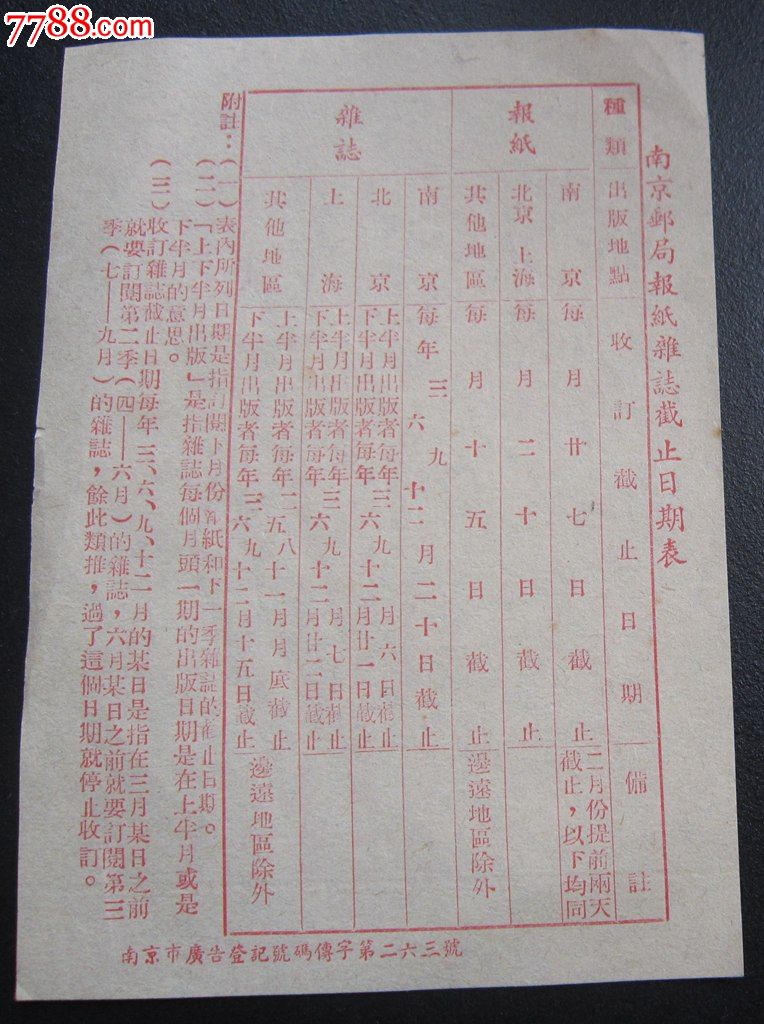 7788.com
南京郵局報紙雜誌截止日期表
種類 出版地點 收訂截止日期 備註
報紙
南京 每月廿七日截止 二月份提前兩天截止，以下均同
北京上海 每月二十日截止
其他地區 每月十五日截止 邊遠地區除外
雜誌
南京 每年三六九十二月二十日截止
北京 上半月出版者每年三六九十二月六日截止
下半月出版者每年三六九十二月廿一日截止
上海 上半月出版者每年三六九十二月七日截止
下半月出版者每年三六九十二月廿二日截止
其他地區 上半月出版者每年二五八十一月月底截止
下半月出版者每年三六九十二月十五日截止
邊遠地區除外
附註：(一)表內所列日期是指訂閱下月份報紙和下一季雜誌的截止日期。
(二)「上下半月出版」是指雜誌每個月頭一期的出版日期是在上半月或是
下半月的意思。
(三)收訂雜誌截止日期每年三、六、九、十二月的某日是指在三月某日之前
就要訂閱第二季(四——六月)的雜誌，六月某日之前就要訂閱第三
季(七——九月)的雜誌，餘此類推，過了這個日期就停止收訂。
南京市廣告登記號碼傳字第二六三號